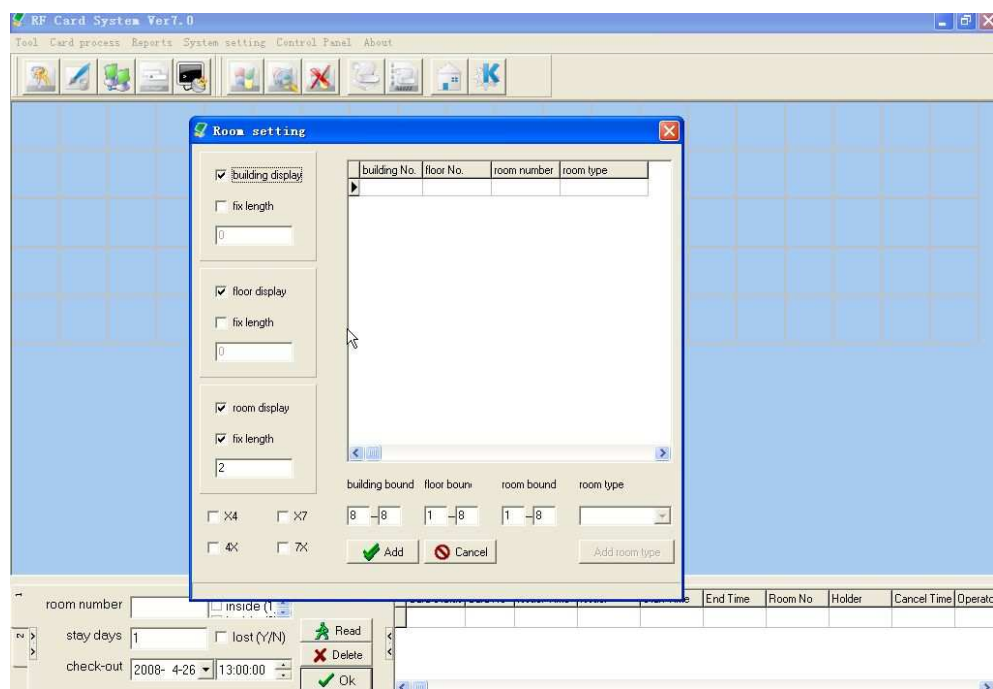 RF Card System Ver7.0
Tool Card process Reports System setting Control Panel About
K
Room setting
building display
fix length
0
floor display
fix length
0
room display
fix length
2
X4 X7
4X 7X
building No. floor No. room number room type
building bound floor boun room bound room type
8 - 8 1 - 8 1 - 8
Add Cancel Add room type
1
2
room number inside (1
stay days 1 lost (Y/N)
check-out 2008- 4-26 13:00:00
Read
Delete
Ok
End Time Room No Holder Cancel Time Operato